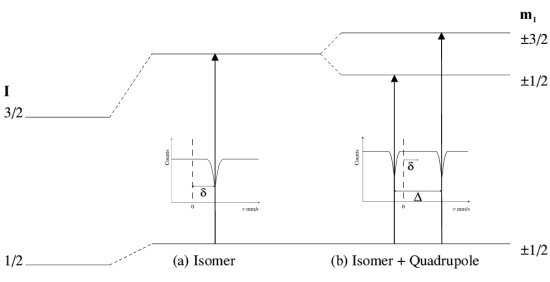 m_I
±3/2
±1/2
I
3/2
Counts
δ
0
v mm/s
Counts
δ
Δ
0
v mm/s
1/2
(a) Isomer
(b) Isomer + Quadrupole
±1/2